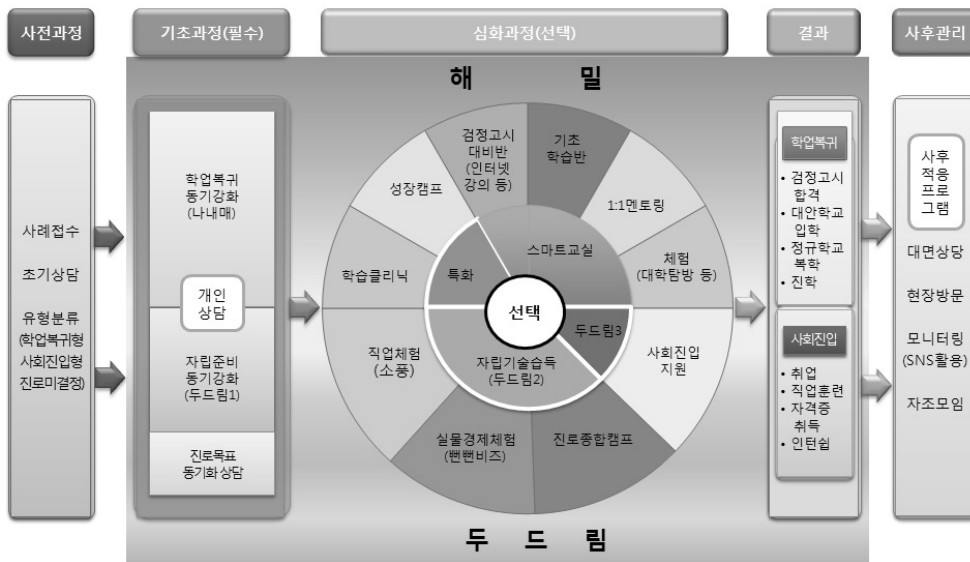 사전과정
기초과정(필수)
심화과정(선택)
결과
사후관리
해 밀
사례접수
초기상담
유형분류
(학업복귀형
사회진입형
진로미결정)
학업복귀
동기강화
(나내매)
개인
상담
자립준비
동기강화
(두드림1)
진로목표
동기화 상담
검정고시
대비반
(인터넷
강의 등)
기초
학습반
성장캠프
1:1멘토링
학습클리닉
특화
스마트교실
체험
(대학탐방 등)
선택
직업체험
(소풍)
자립기술습득
(두드림2)
두드림3
사회진입
지원
실물경제체험
(뻔뻔비즈)
진로종합캠프
두 드 림
학업복귀
• 검정고시
합격
• 대안학교
입학
• 정규학교
복학
• 진학
사회진입
• 취업
• 직업훈련
• 자격증
취득
• 인턴쉽
사후
적응
프로
그램
대면상담
현장방문
모니터링
(SNS활용)
자조모임